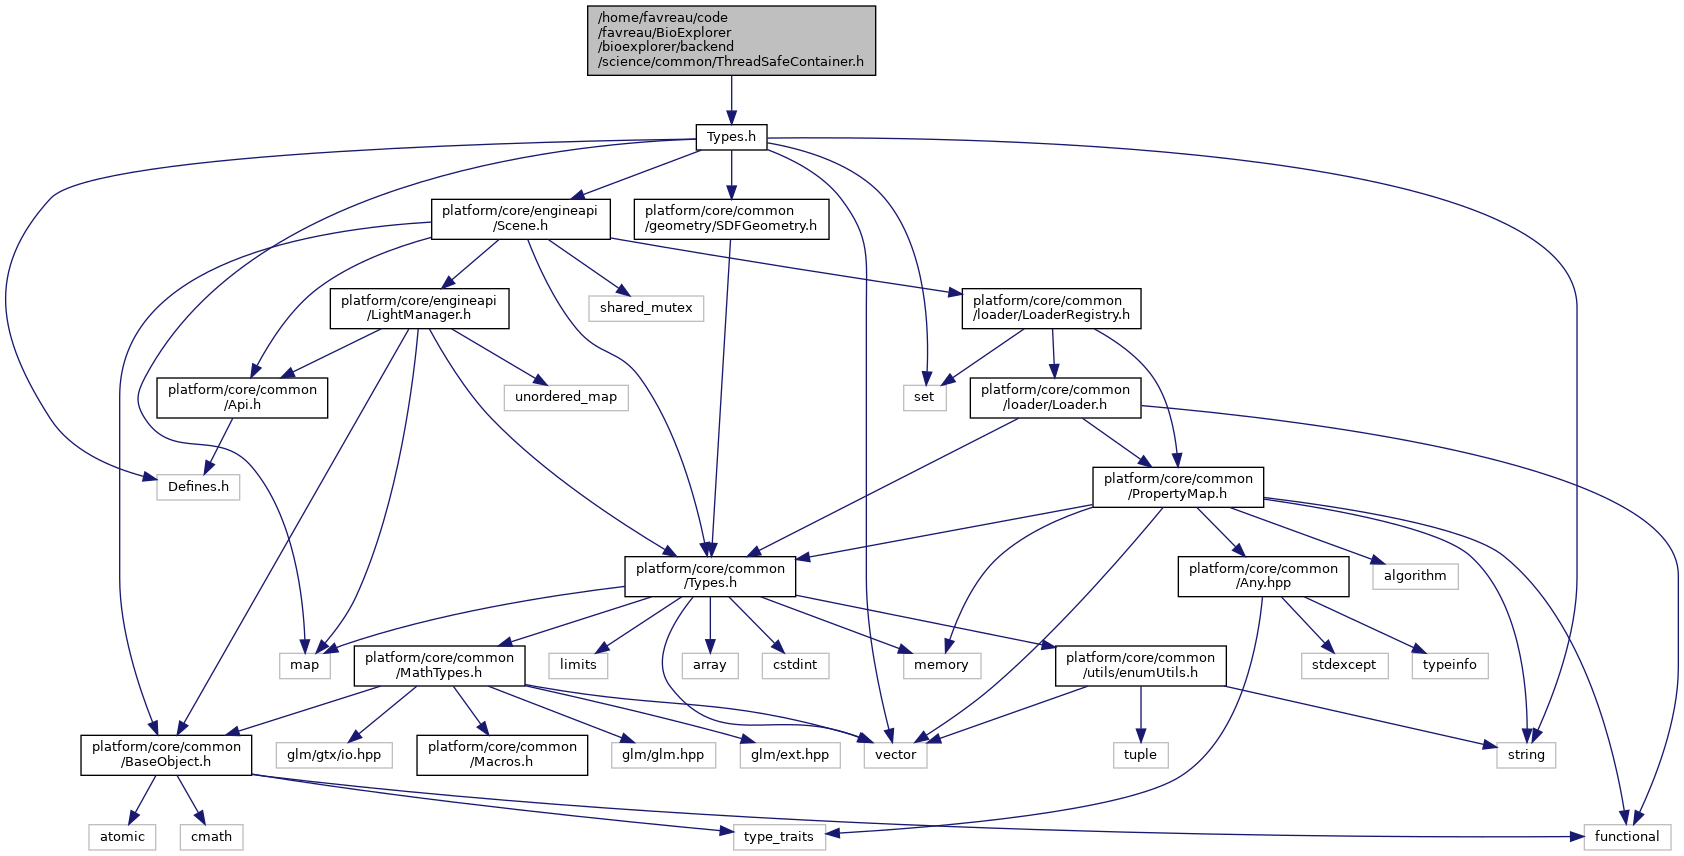 /home/favreau/code
/favreau/BioExplorer
/bioexplorer/backend
/science/common/ThreadSafeContainer.h
Types.h
platform/core/engineapi
/Scene.h
platform/core/common
/geometry/SDFGeometry.h
platform/core/engineapi
/LightManager.h
shared_mutex
platform/core/common
/loader/LoaderRegistry.h
platform/core/common
/Api.h
unordered_map
set
platform/core/common
/loader/Loader.h
Defines.h
platform/core/common
/PropertyMap.h
platform/core/common
/Types.h
platform/core/common
/Any.hpp
algorithm
map
platform/core/common
/MathTypes.h
limits
array
cstdint
memory
platform/core/common
/utils/enumUtils.h
stdexcept
typeinfo
platform/core/common
/BaseObject.h
glm/gtx/io.hpp
platform/core/common
/Macros.h
glm/glm.hpp
glm/ext.hpp
vector
tuple
string
atomic
cmath
type_traits
functional